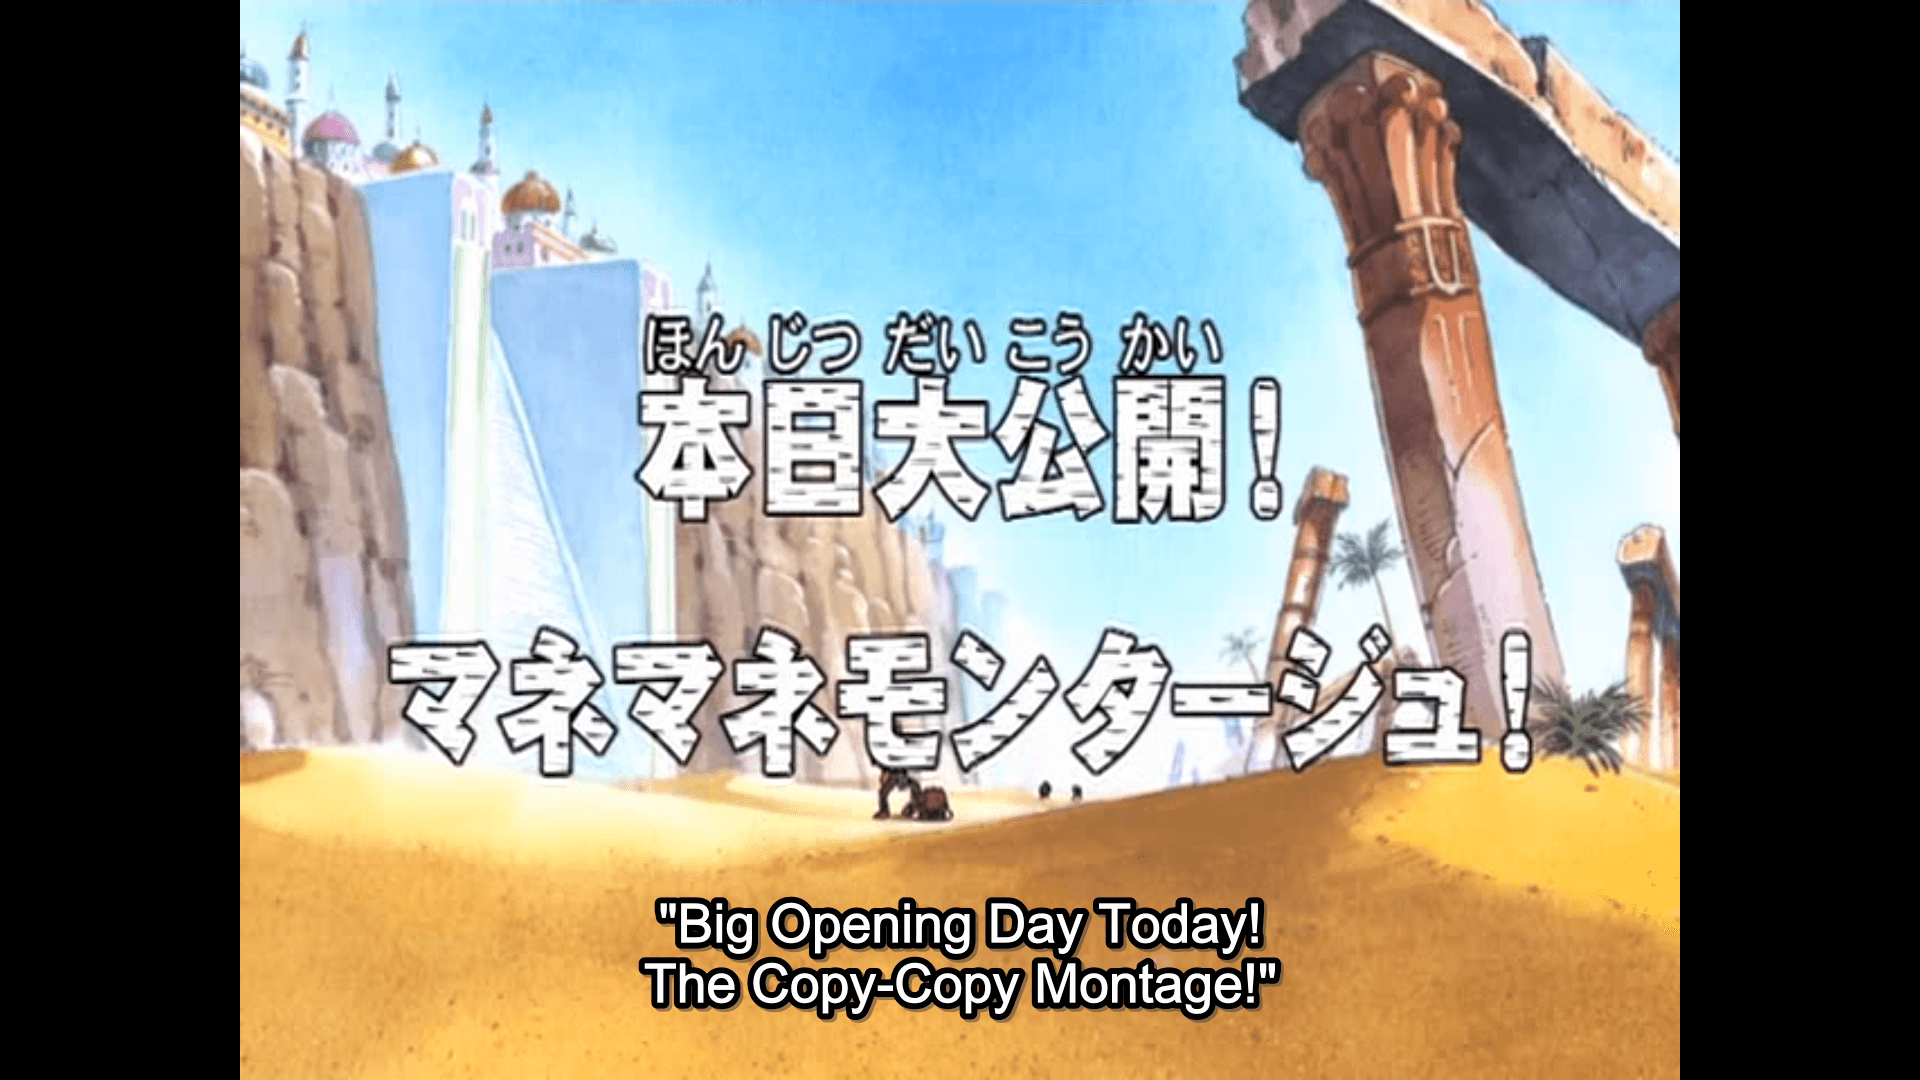 ほん じつ だい こう かい
本日大公開!
マネマネモンタージュ!
"Big Opening Day Today!
The Copy-Copy Montage!"